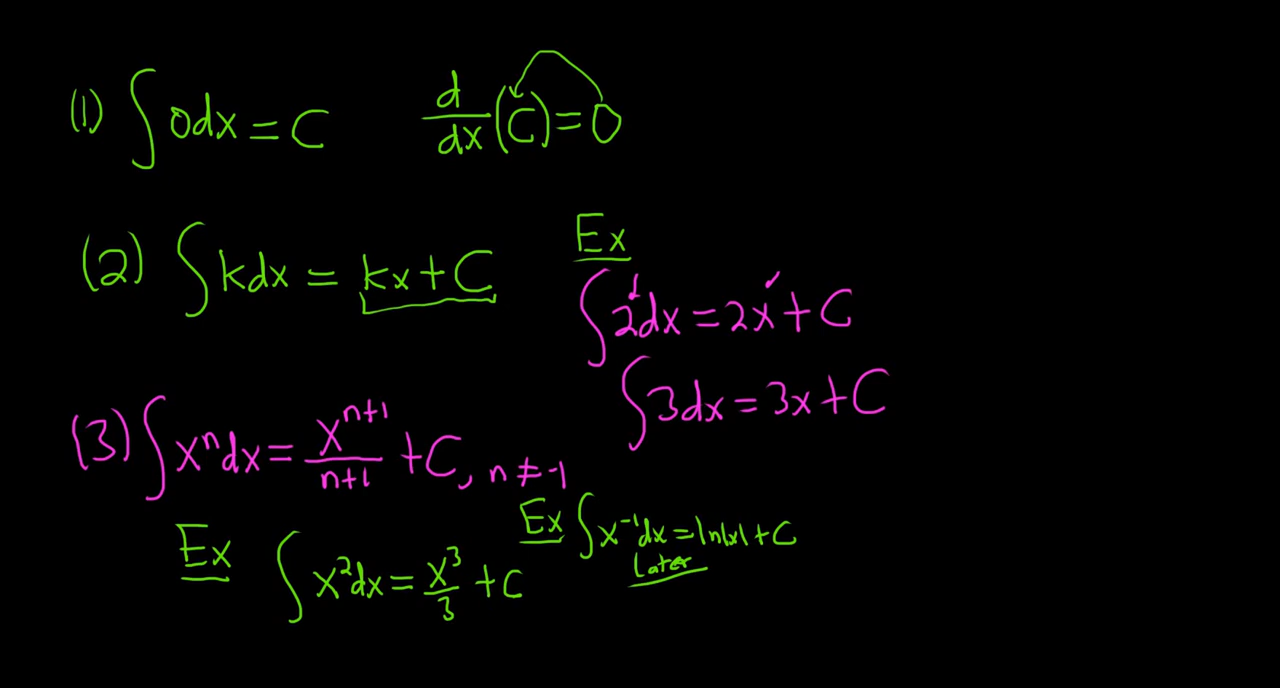 (1) ∫ 0dx = C d/dx (C) = 0
(2) ∫ kdx = kx + C
Ex
∫ 2dx = 2x + C
∫ 3dx = 3x + C
(3) ∫ xⁿdx = xⁿ⁺¹/n+1 + C, n ≠ -1
Ex ∫ x²dx = x³/3 + C
Ex ∫ x⁻¹dx = ln|x| + C
Later